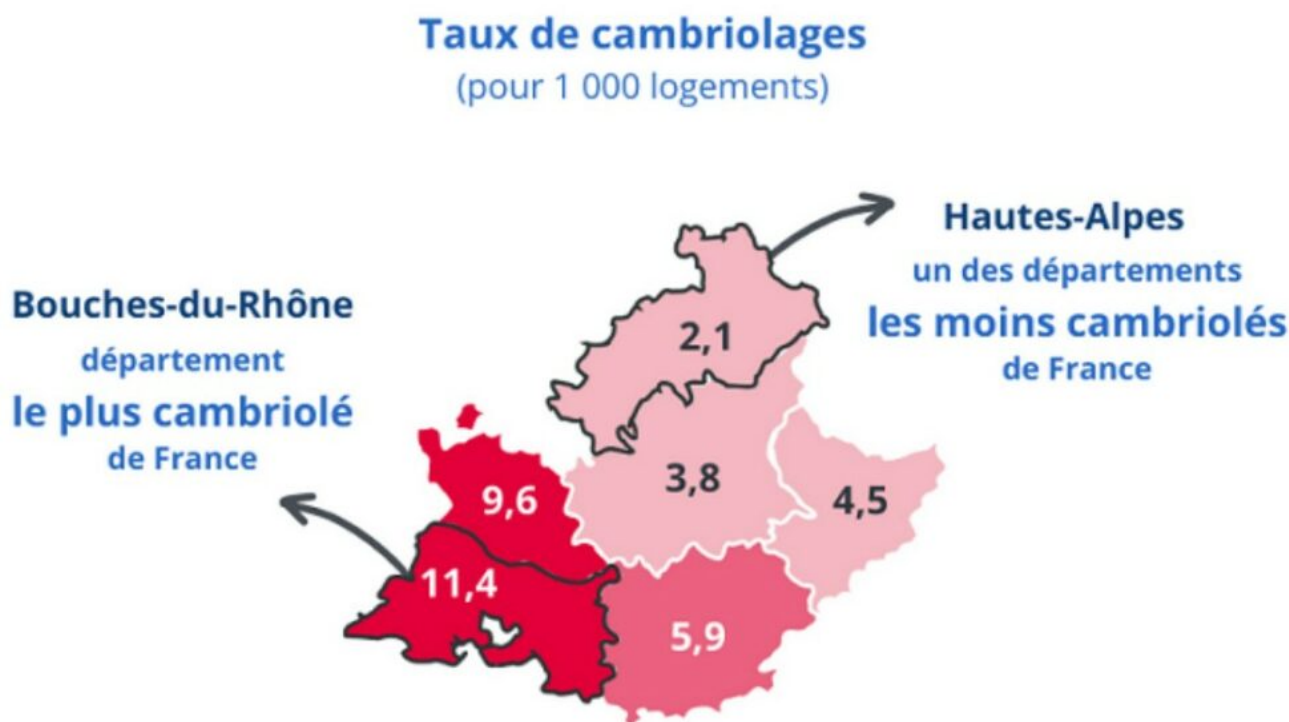 Taux de cambriolages
(pour 1 000 logements)
Hautes-Alpes
un des départements
les moins cambriolés
de France
Bouches-du-Rhône
département
le plus cambriolé
de France
2,1
3,8
4,5
9,6
11,4
5,9